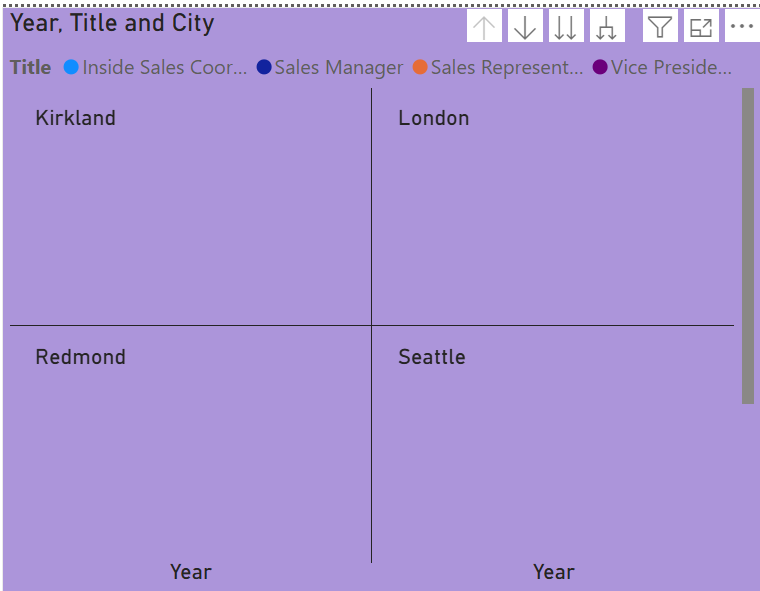 Year, Title and City
Title Inside Sales Coor... Sales Manager Sales Represent... Vice Preside...
Kirkland London
Redmond Seattle
Year Year